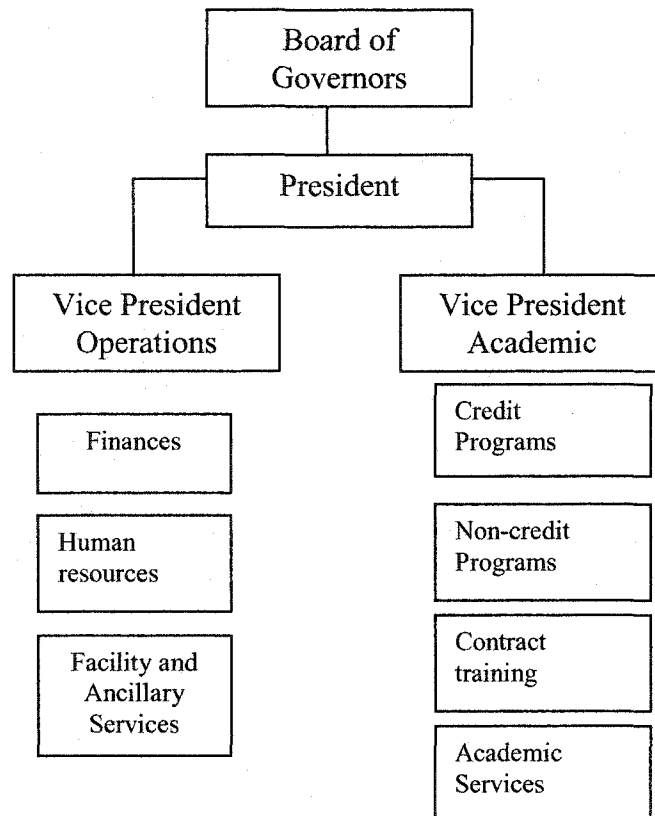 Board of
Governors
President
Vice President
Operations
Vice President
Academic
Finances
Human
resources
Facility and
Ancillary
Services
Credit
Programs
Non-credit
Programs
Contract
training
Academic
Services